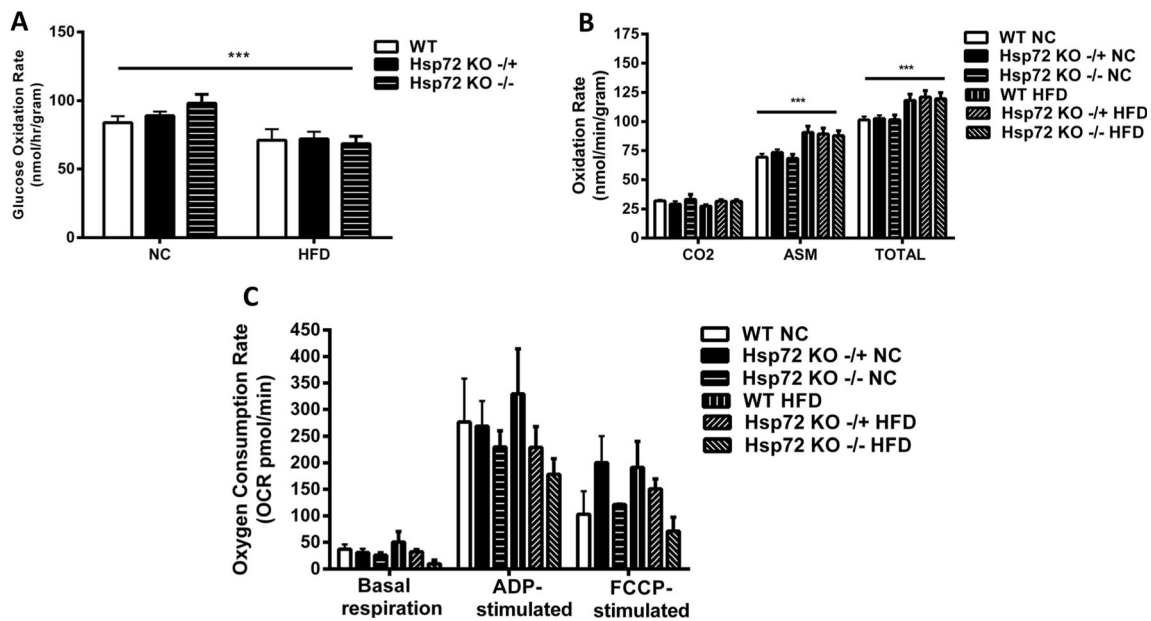 A
Glucose Oxidation Rate
(nmol/hr/gram)
150
100
50
0
***
NC
HFD
WT
Hsp72 KO -/+
Hsp72 KO -/-
B
Oxidation Rate
(nmol/min/gram)
175
150
125
100
75
50
25
0
***
***
CO2
ASM
TOTAL
WT NC
Hsp72 KO -/+ NC
Hsp72 KO -/- NC
WT HFD
Hsp72 KO -/+ HFD
Hsp72 KO -/- HFD
C
Oxygen Consumption Rate
(OCR pmol/min)
450
400
350
300
250
200
150
100
50
0
Basal
respiration
ADP-
stimulated
FCCP-
stimulated
WT NC
Hsp72 KO -/+ NC
Hsp72 KO -/- NC
WT HFD
Hsp72 KO -/+ HFD
Hsp72 KO -/- HFD